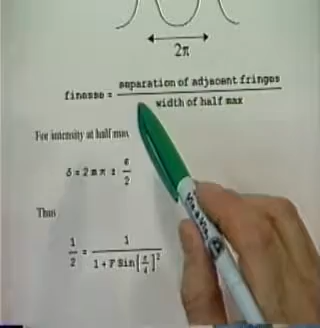 2π
finesse = separation of adjacent fringes / width of half max
For intensity at half max
δ = 2 m π ± ε/2
Thus
1/2 = 1 / (1 + F Sin[ε/4]²)